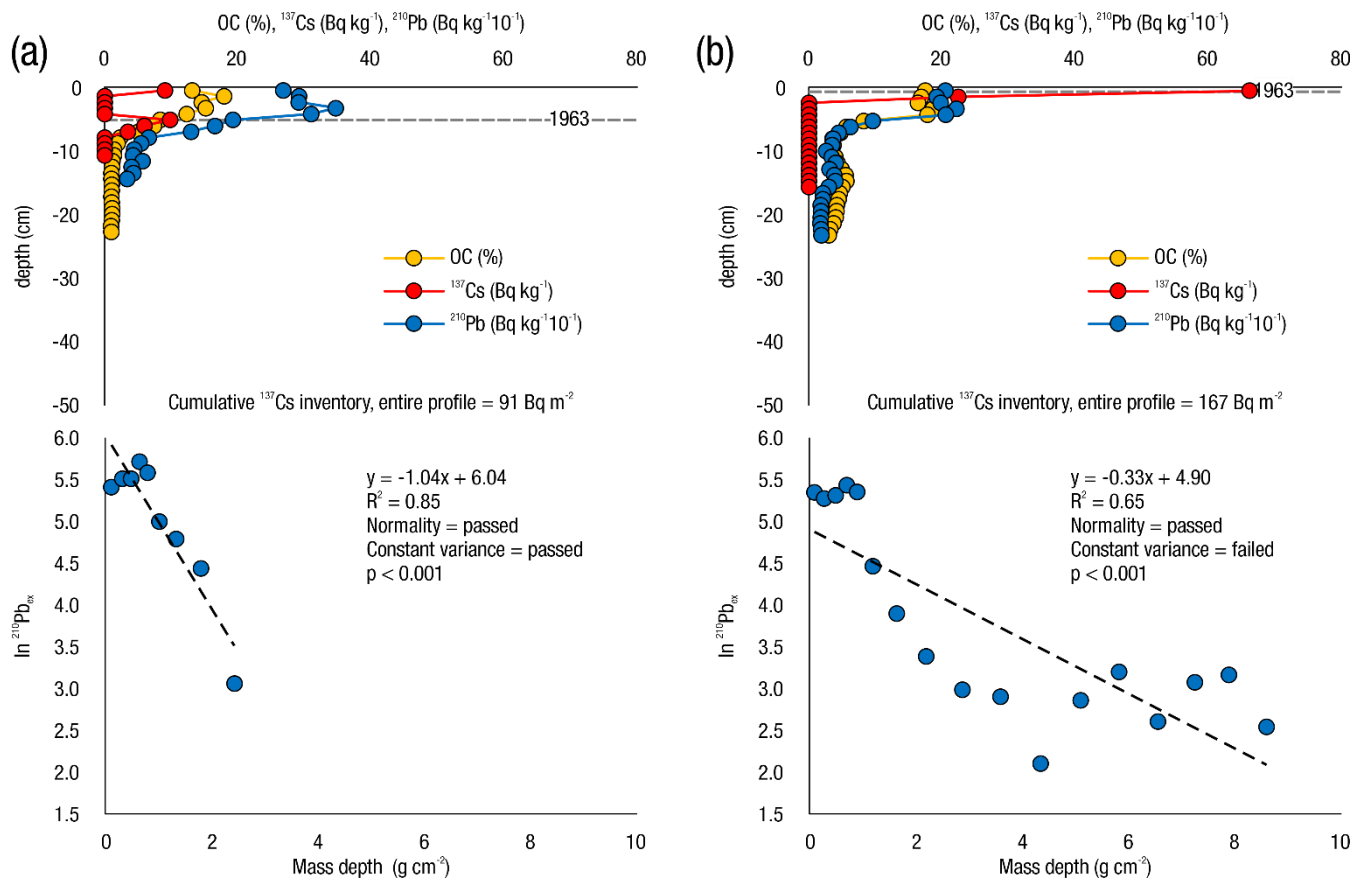 (a)
OC (%), ¹³⁷Cs (Bq kg⁻¹), ²¹⁰Pb (Bq kg⁻¹10⁻¹)
0 20 40 60 80
0
-10
-20
-30
-40
-50
depth (cm)
1963
OC (%)
¹³⁷Cs (Bq kg⁻¹)
²¹⁰Pb (Bq kg⁻¹10⁻¹)
Cumulative ¹³⁷Cs inventory, entire profile = 91 Bq m⁻²
6.0
5.5
5.0
4.5
4.0
3.5
3.0
2.5
2.0
1.5
ln ²¹⁰Pbₑₓ
y = -1.04x + 6.04
R² = 0.85
Normality = passed
Constant variance = passed
p < 0.001
0 2 4 6 8 10
Mass depth (g cm⁻²)
(b)
OC (%), ¹³⁷Cs (Bq kg⁻¹), ²¹⁰Pb (Bq kg⁻¹10⁻¹)
0 20 40 60 80
0
-10
-20
-30
-40
-50
depth (cm)
1963
OC (%)
¹³⁷Cs (Bq kg⁻¹)
²¹⁰Pb (Bq kg⁻¹10⁻¹)
Cumulative ¹³⁷Cs inventory, entire profile = 167 Bq m⁻²
6.0
5.5
5.0
4.5
4.0
3.5
3.0
2.5
2.0
1.5
ln ²¹⁰Pbₑₓ
y = -0.33x + 4.90
R² = 0.65
Normality = passed
Constant variance = failed
p < 0.001
0 2 4 6 8 10
Mass depth (g cm⁻²)